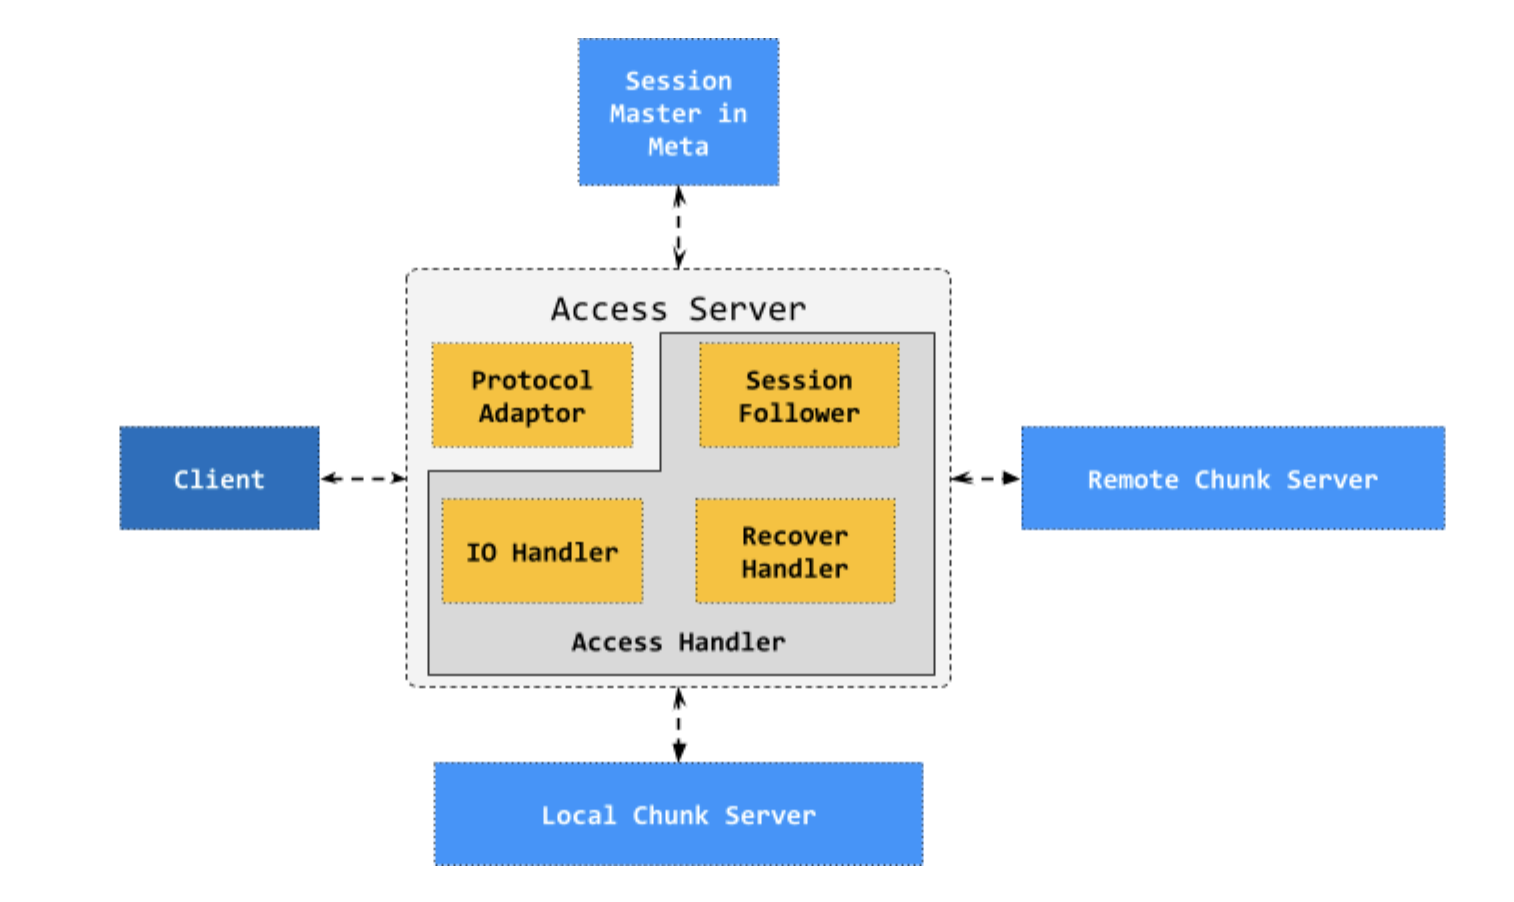 Session
Master in
Meta
Access Server
Protocol
Adaptor
Session
Follower
Client
Remote Chunk Server
IO Handler
Recover
Handler
Access Handler
Local Chunk Server